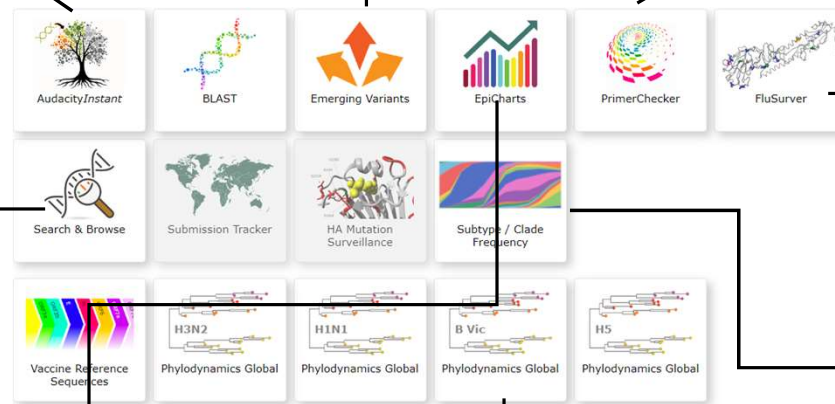 AudacityInstant
BLAST
Emerging Variants
EpiCharts
PrimerChecker
FluSurver
Search & Browse
Submission Tracker
HA Mutation
Surveillance
Subtype / Clade
Frequency
H3N2
H1N1
B Vic
H5
Vaccine Reference
Sequences
Phylodynamics Global
Phylodynamics Global
Phylodynamics Global
Phylodynamics Global